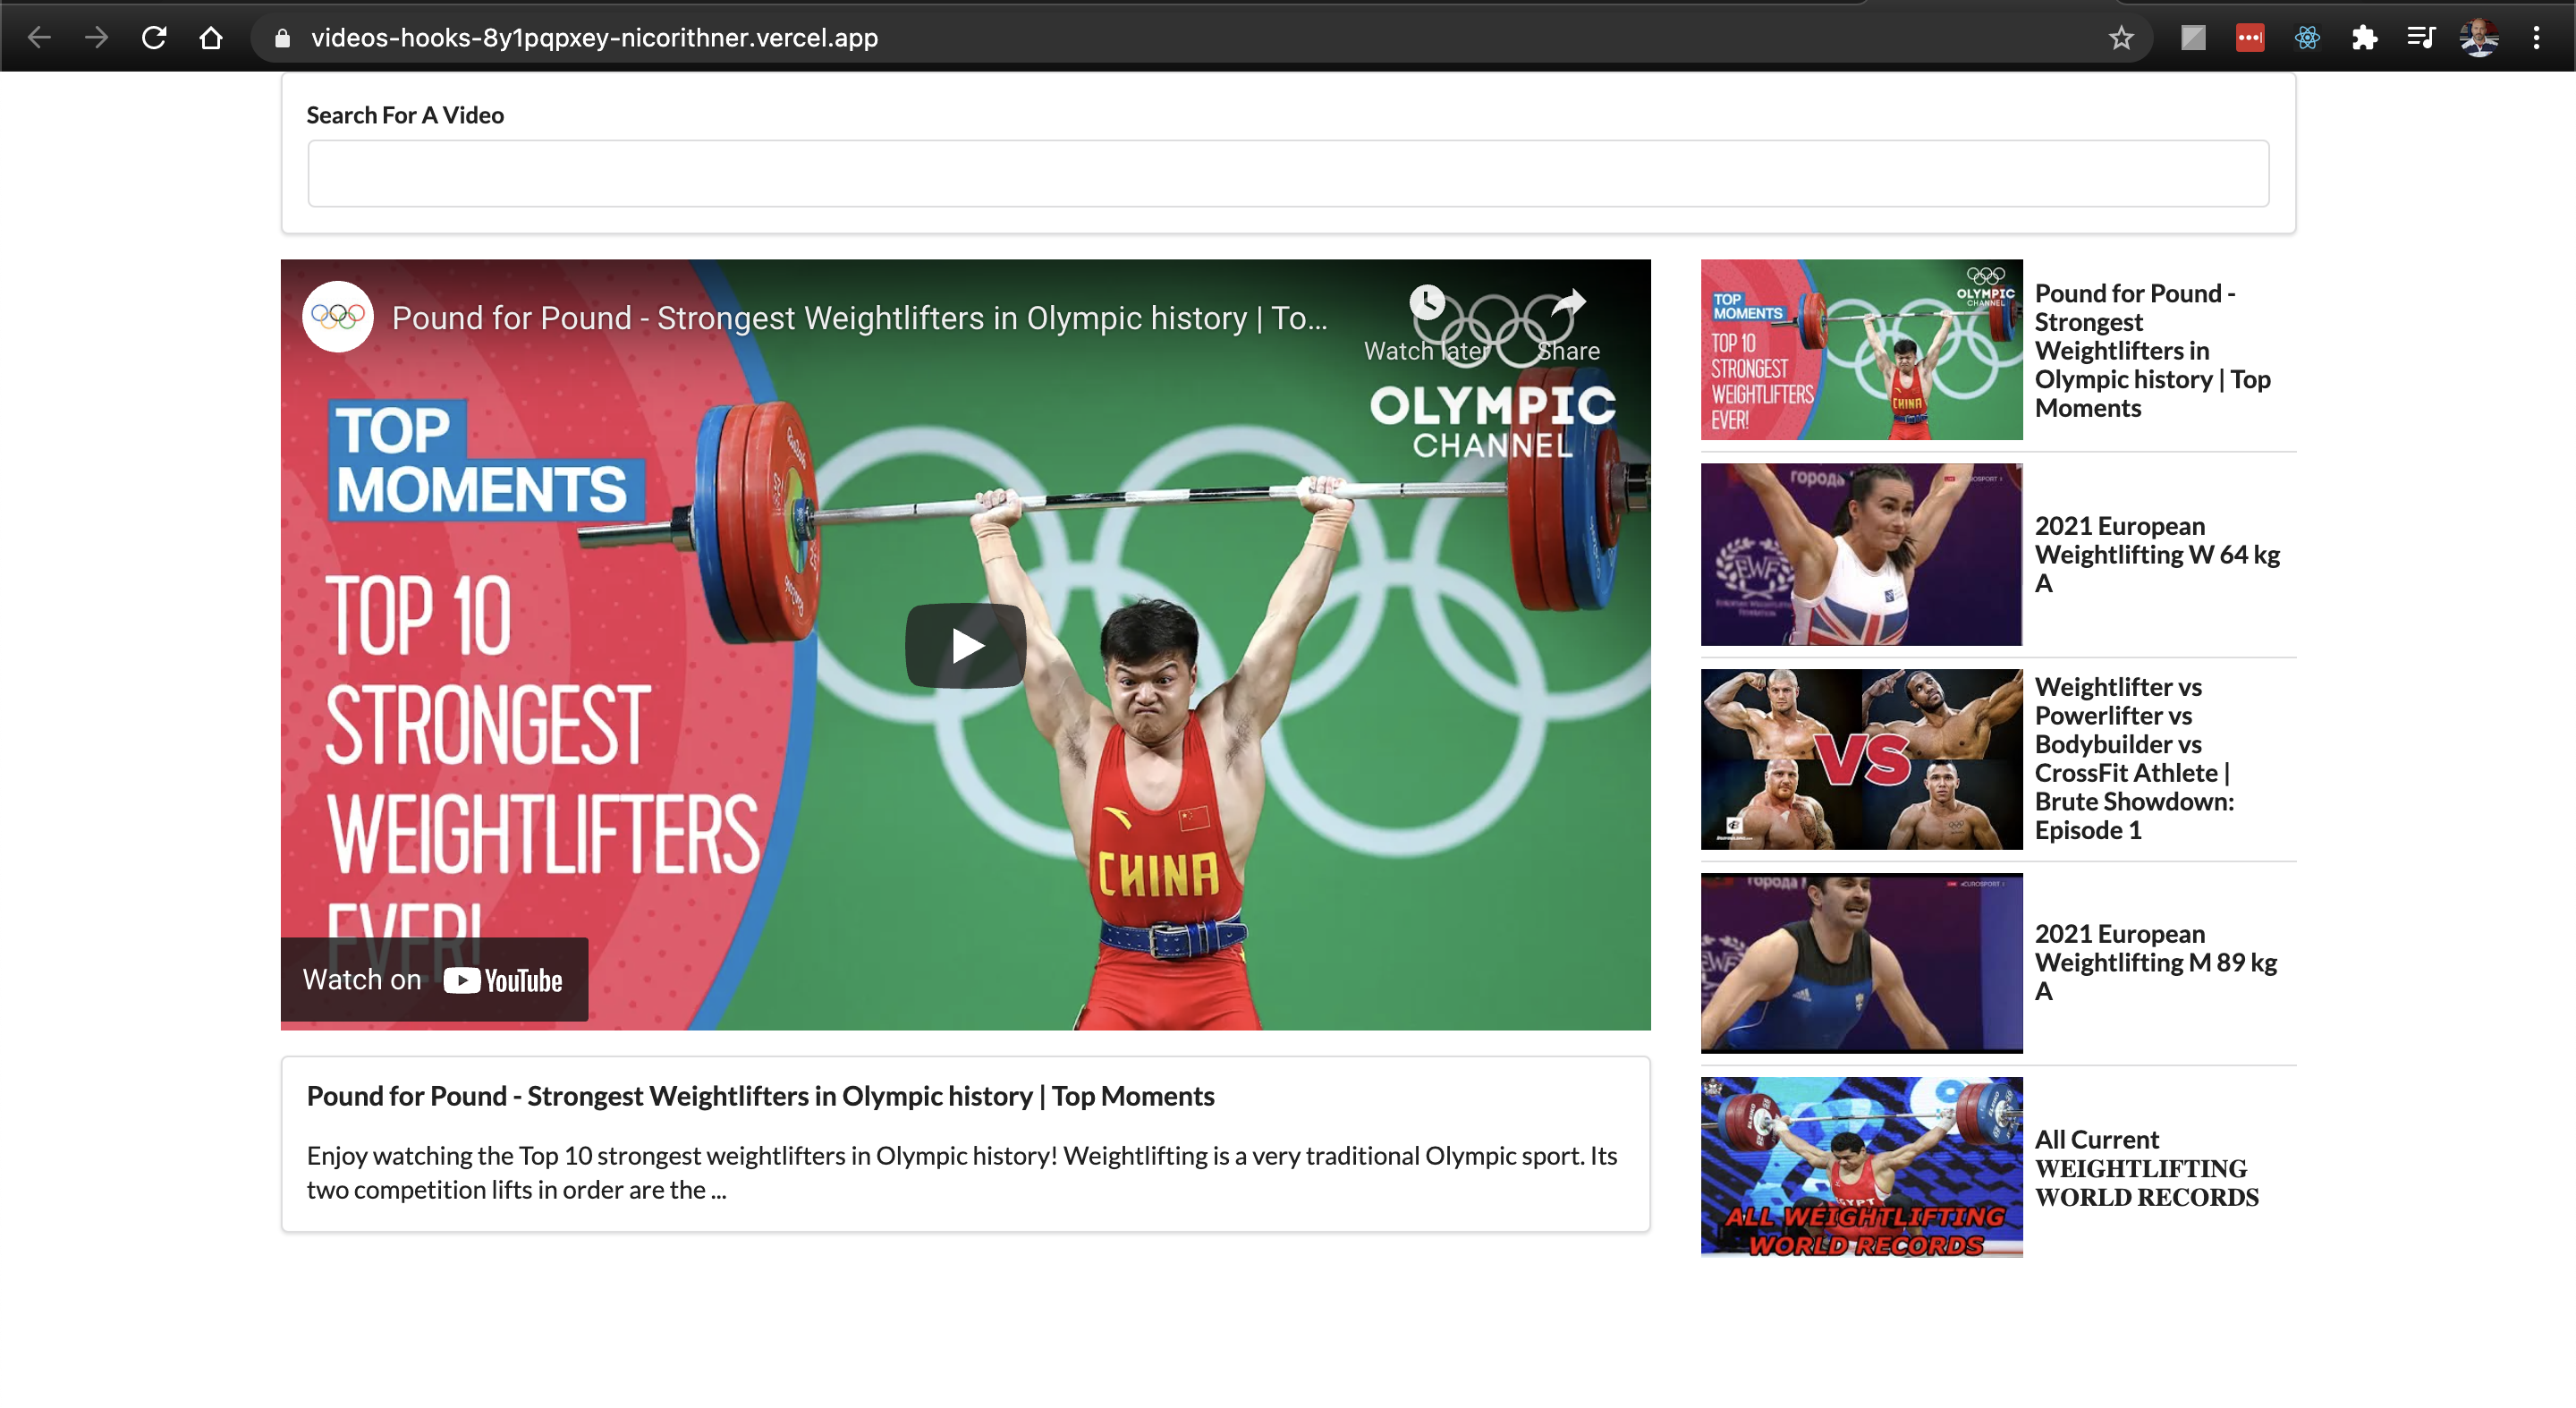 videos-hooks-8y1pqpxey-nicorithner.vercel.app
Search For A Video
Pound for Pound - Strongest Weightlifters in Olympic history | To...
Watch later
Share
OLYMPIC
CHANNEL
TOP
MOMENTS
TOP 10
STRONGEST
WEIGHTLIFTERS
EVER!
CHINA
Watch on YouTube
Pound for Pound - Strongest Weightlifters in Olympic history | Top Moments
Enjoy watching the Top 10 strongest weightlifters in Olympic history! Weightlifting is a very traditional Olympic sport. Its
two competition lifts in order are the ...
OLYMPIC
CHANNEL
TOP
MOMENTS
TOP 10
STRONGEST
WEIGHTLIFTERS
EVER!
CHINA
Pound for Pound -
Strongest
Weightlifters in
Olympic history | Top
Moments
города
EWF
2021 European
Weightlifting W 64 kg
A
VS
Weightlifter vs
Powerlifter vs
Bodybuilder vs
CrossFit Athlete |
Brute Showdown:
Episode 1
города
EUROSPORT 1
2021 European
Weightlifting M 89 kg
A
ALL WEIGHTLIFTING
WORLD RECORDS
All Current
𝐖𝐄𝐈𝐆𝐇𝐓𝐋𝐈𝐅𝐓𝐈𝐍𝐆
𝐖𝐎𝐑𝐋𝐃 𝐑𝐄𝐂𝐎𝐑𝐃𝐒